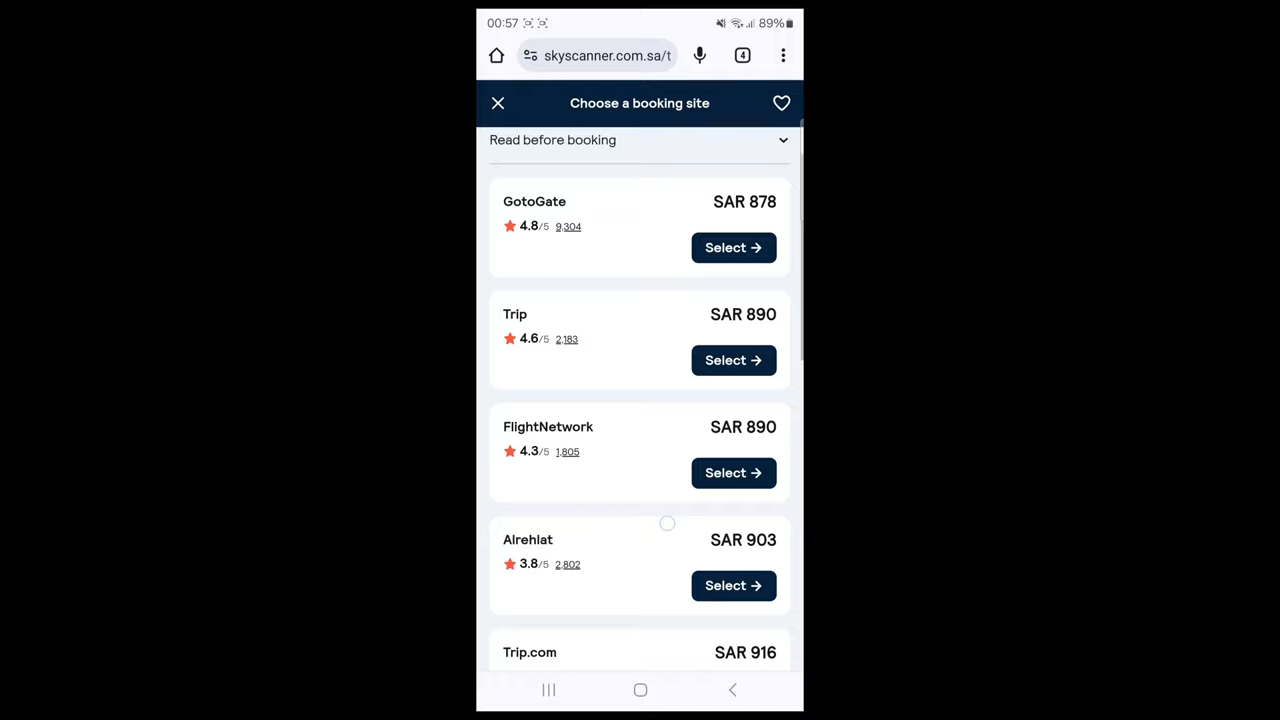 00:57 89%
skyscanner.com.sa/t 4
Choose a booking site
Read before booking
GotoGate SAR 878
4.8/5 9,304
Select →
Trip SAR 890
4.6/5 2,183
Select →
FlightNetwork SAR 890
4.3/5 1,805
Select →
Alrehlat SAR 903
3.8/5 2,802
Select →
Trip.com SAR 916